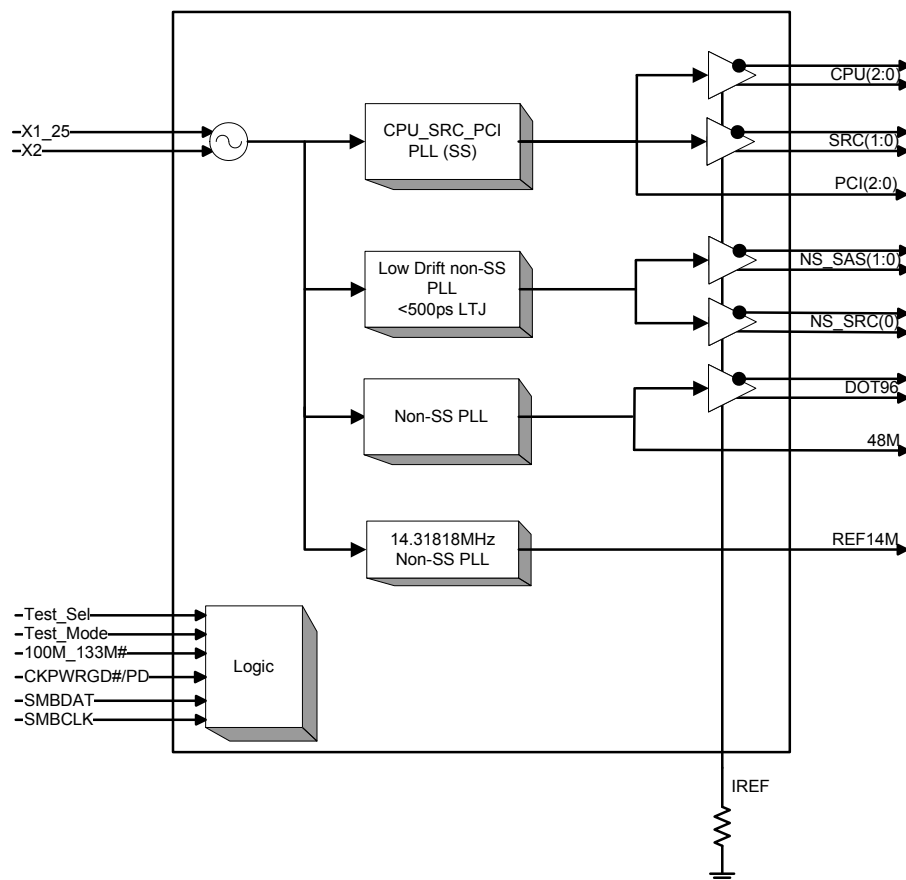 CPU(2:0)
X1_25
X2
CPU_SRC_PCI
PLL (SS)
SRC(1:0)
PCI(2:0)
NS_SAS(1:0)
Low Drift non-SS
PLL
<500ps LTJ
NS_SRC(0)
DOT96
Non-SS PLL
48M
14.31818MHz
Non-SS PLL
REF14M
Test_Sel
Test_Mode
100M_133M#
CKPWRGD#/PD
SMBDAT
SMBCLK
Logic
IREF